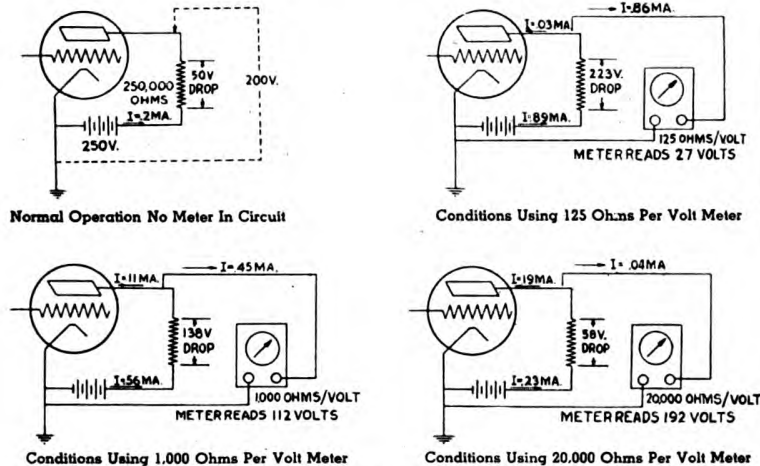 250,000
OHMS
50V
DROP
200V.
I=.2MA.
250V.
Normal Operation No Meter In Circuit
I=.86MA.
I=.03MA.
223V.
DROP
I=.89MA.
125 OHMS/VOLT
METER READS 27 VOLTS
Conditions Using 125 Ohms Per Volt Meter
I=.45MA.
I=.11MA.
138V
DROP
I=.56MA.
1,000 OHMS/VOLT
METER READS 112 VOLTS
Conditions Using 1,000 Ohms Per Volt Meter
I= .04MA
I=.19MA.
58V.
DROP
I=.23MA.
20,000 OHMS/VOLT
METER READS 192 VOLTS
Conditions Using 20,000 Ohms Per Volt Meter